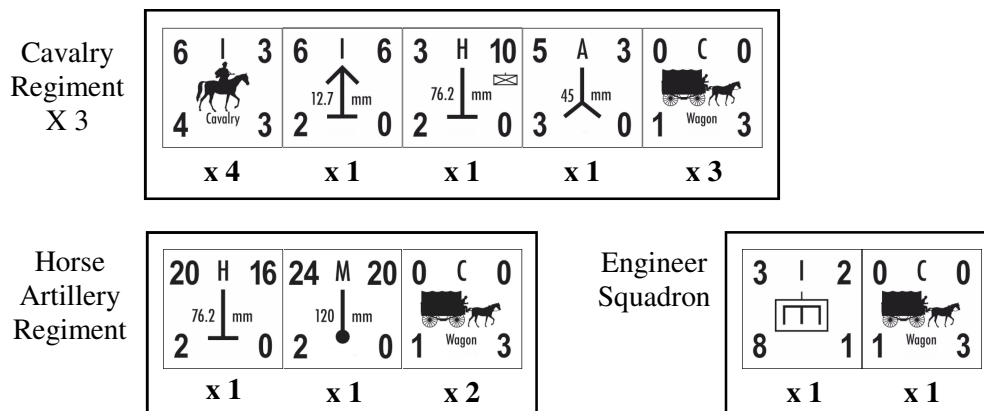 Cavalry Regiment X 3
6 I 3 6 I 6 3 H 10 5 A 3 0 C 0
12.7 mm 76.2 mm 45 mm
Cavalry Wagon
4 3 2 0 2 0 3 0 1 3
x 4 x 1 x 1 x 1 x 3
Horse Artillery Regiment
20 H 16 24 M 20 0 C 0
76.2 mm 120 mm
Wagon
2 0 2 0 1 3
x 1 x 1 x 2
Engineer Squadron
3 I 2 0 C 0
Wagon
8 1 1 3
x 1 x 1